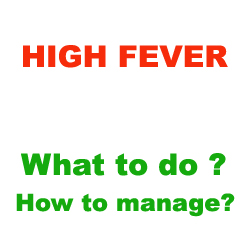 HIGH FEVER
What to do ?
How to manage?